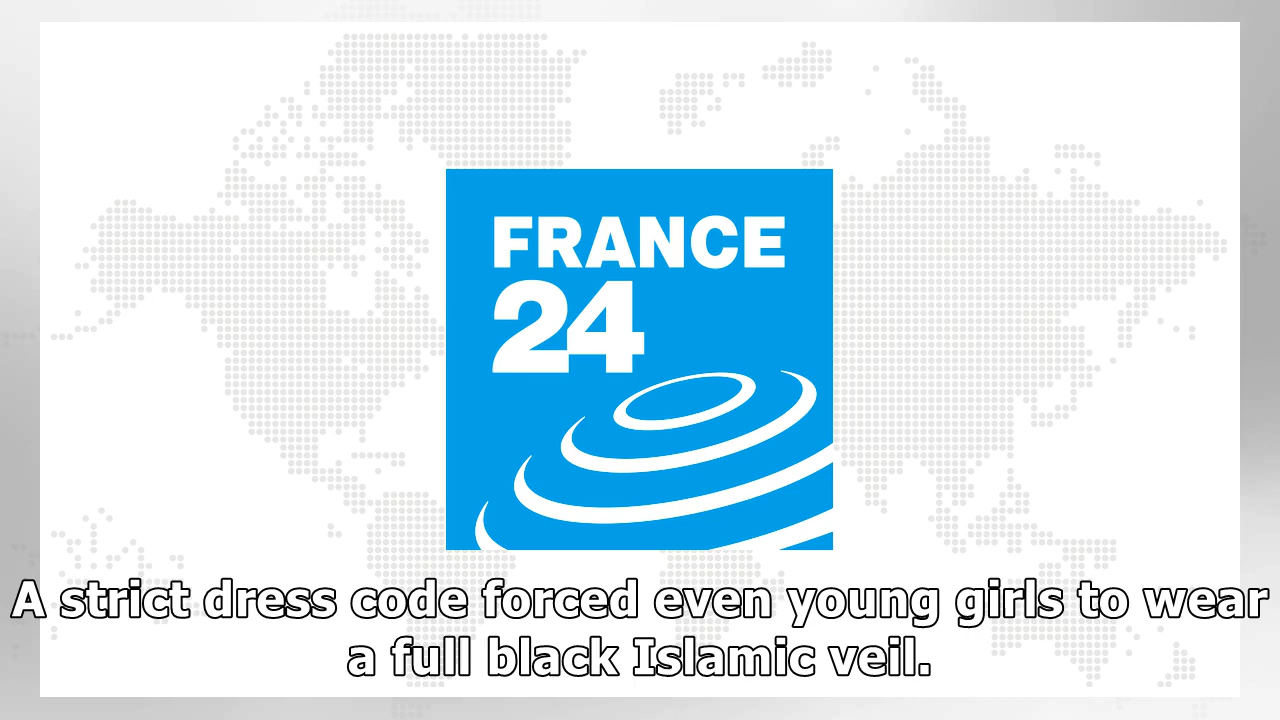 FRANCE
24
A strict dress code forced even young girls to wear
a full black Islamic veil.